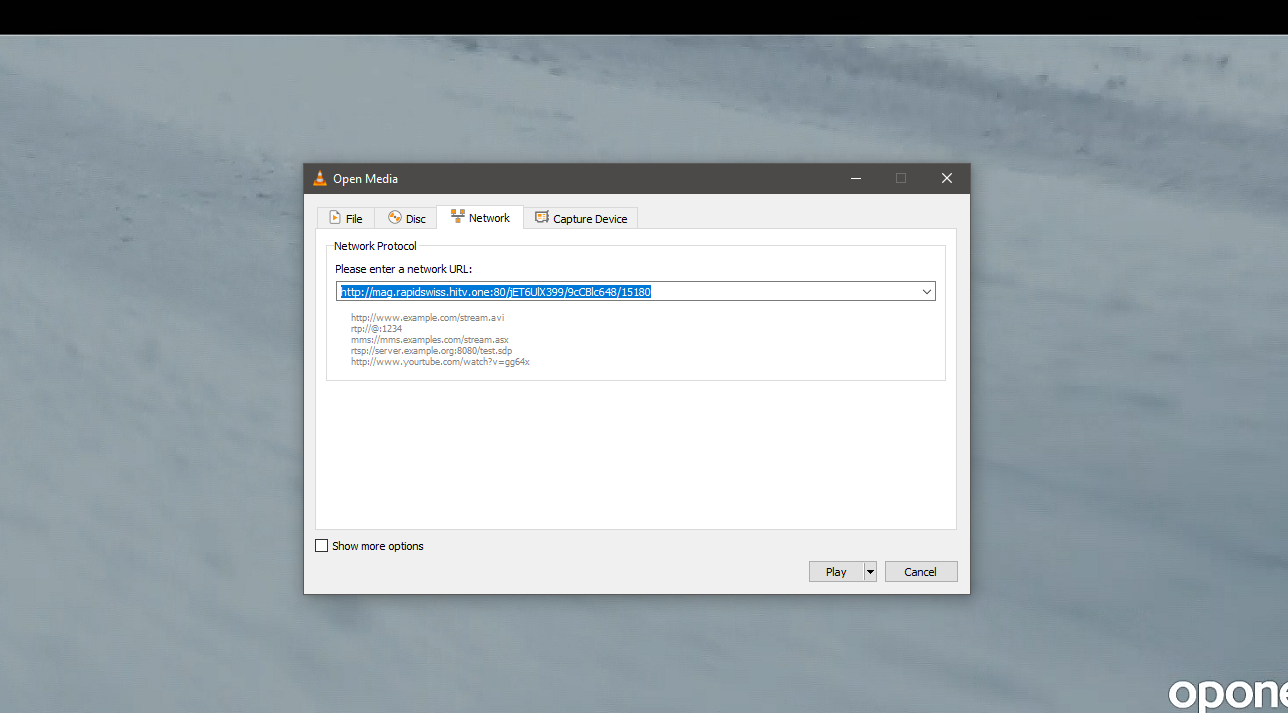 Open Media
File
Disc
Network
Capture Device
Network Protocol
Please enter a network URL:
http://mag.rapidswiss.hitv.one:80/jET6UlX399/9cCBlc648/15180
http://www.example.com/stream.avi
rtp://@:1234
mms://mms.examples.com/stream.asx
rtsp://server.example.org:8080/test.sdp
http://www.yourtube.com/watch?v=gg64x
Show more options
Play
Cancel
opone